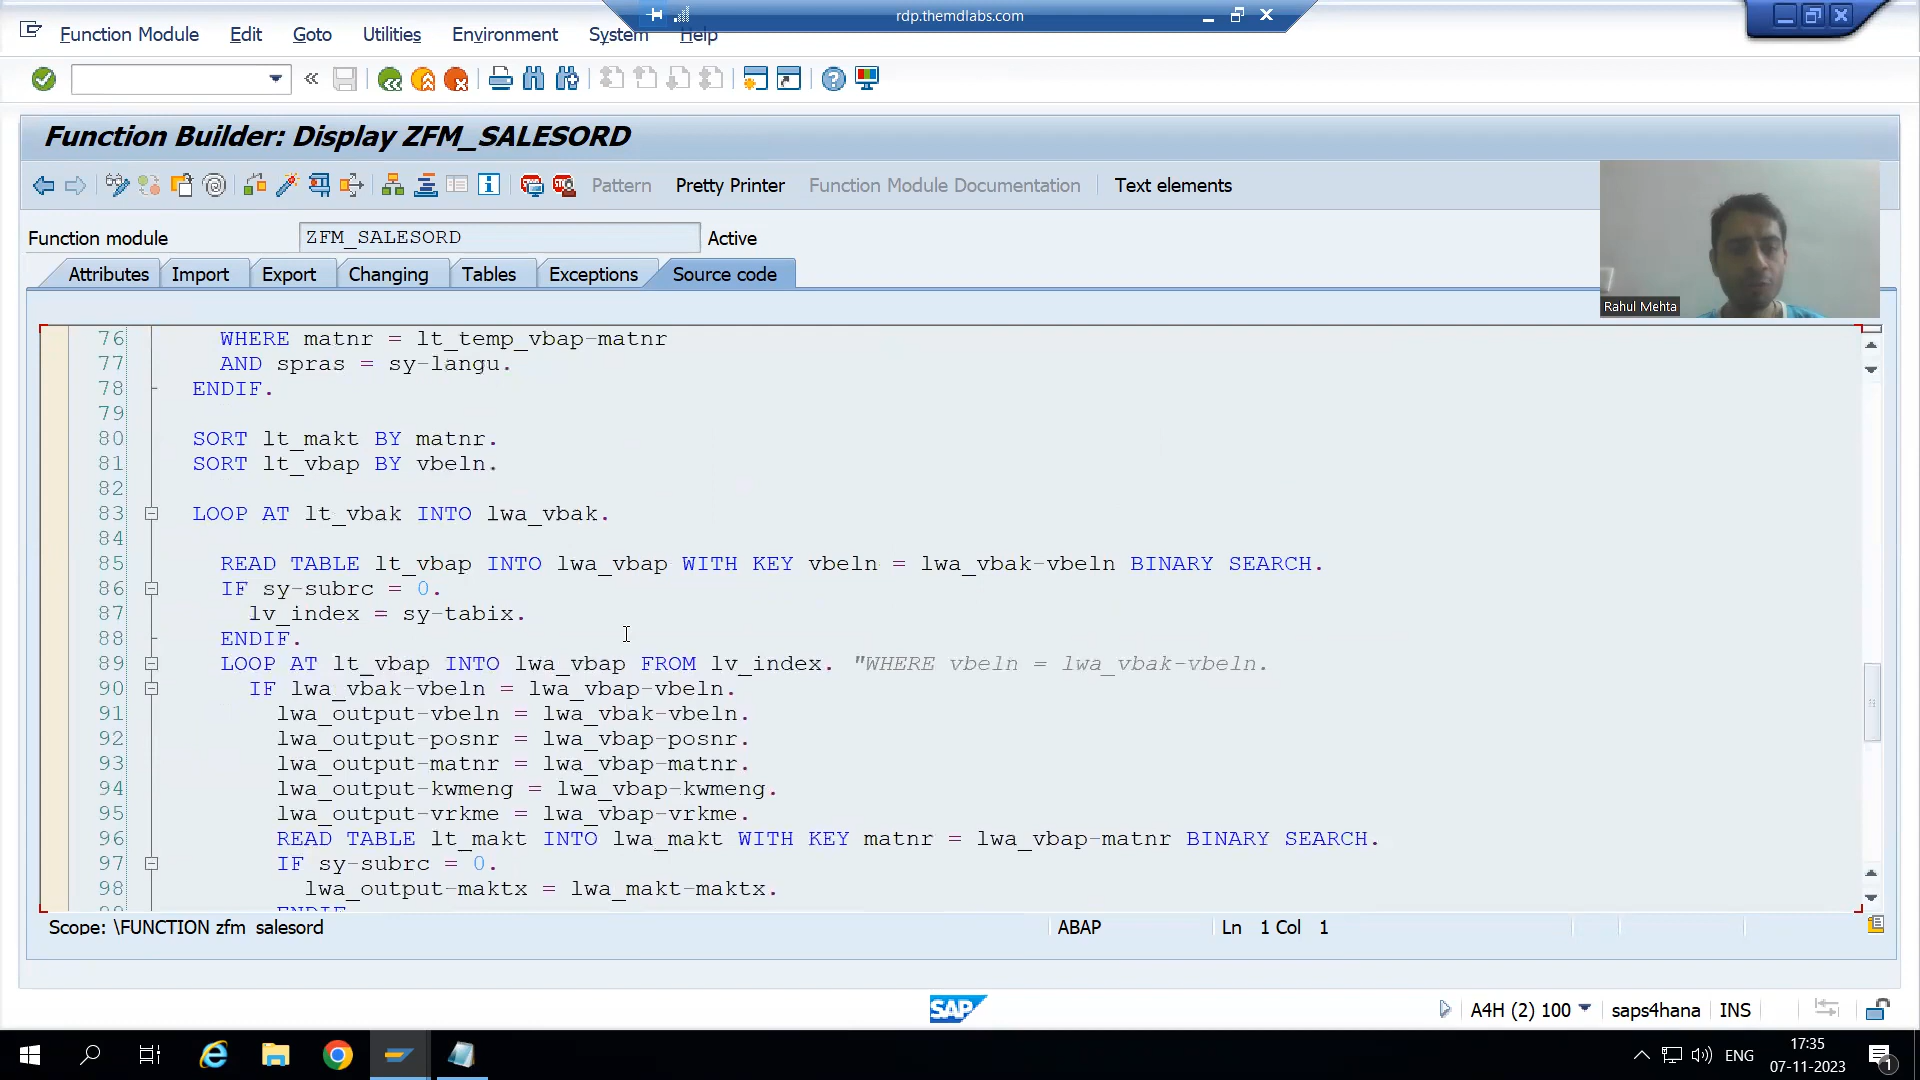 rdp.themdlabs.com
Function Module Edit Goto Utilities Environment System Help
Function Builder: Display ZFM_SALESORD
Pattern Pretty Printer Function Module Documentation Text elements
Function module ZFM_SALESORD Active
Attributes Import Export Changing Tables Exceptions Source code
Rahul Mehta
76 WHERE matnr = lt_temp_vbap-matnr
77 AND spras = sy-langu.
78 ENDIF.
79
80 SORT lt_makt BY matnr.
81 SORT lt_vbap BY vbeln.
82
83 LOOP AT lt_vbak INTO lwa_vbak.
84
85 READ TABLE lt_vbap INTO lwa_vbap WITH KEY vbeln = lwa_vbak-vbeln BINARY SEARCH.
86 IF sy-subrc = 0.
87 lv_index = sy-tabix.
88 ENDIF.
89 LOOP AT lt_vbap INTO lwa_vbap FROM lv_index. "WHERE vbeln = lwa_vbak-vbeln.
90 IF lwa_vbak-vbeln = lwa_vbap-vbeln.
91 lwa_output-vbeln = lwa_vbak-vbeln.
92 lwa_output-posnr = lwa_vbap-posnr.
93 lwa_output-matnr = lwa_vbap-matnr.
94 lwa_output-kwmeng = lwa_vbap-kwmeng.
95 lwa_output-vrkme = lwa_vbap-vrkme.
96 READ TABLE lt_makt INTO lwa_makt WITH KEY matnr = lwa_vbap-matnr BINARY SEARCH.
97 IF sy-subrc = 0.
98 lwa_output-maktx = lwa_makt-maktx.
Scope: \FUNCTION zfm_salesord ABAP Ln 1 Col 1
SAP A4H (2) 100 saps4hana INS
ENG 17:35
07-11-2023 1